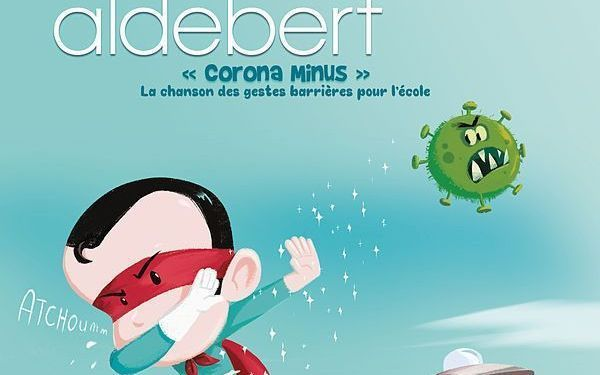 aldebert
« Corona Minus »
La chanson des gestes barrières pour l'école
ATCHOUMM